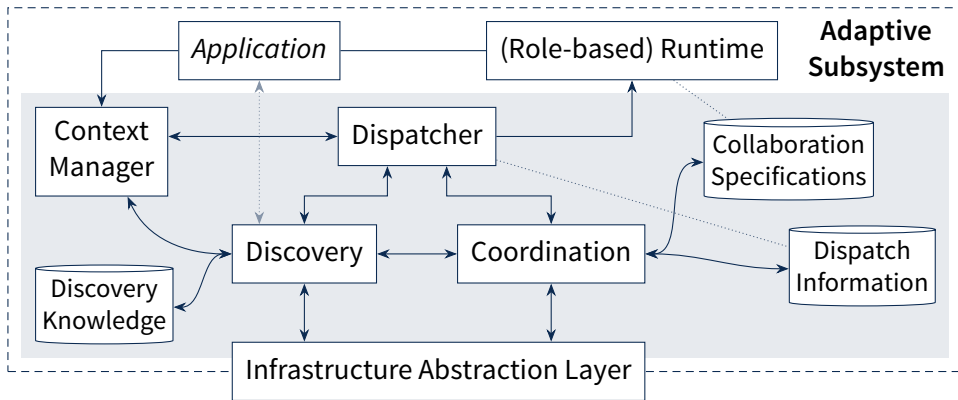 Application
(Role-based) Runtime
Adaptive
Subsystem
Context
Manager
Dispatcher
Collaboration
Specifications
Discovery
Coordination
Dispatch
Information
Discovery
Knowledge
Infrastructure Abstraction Layer